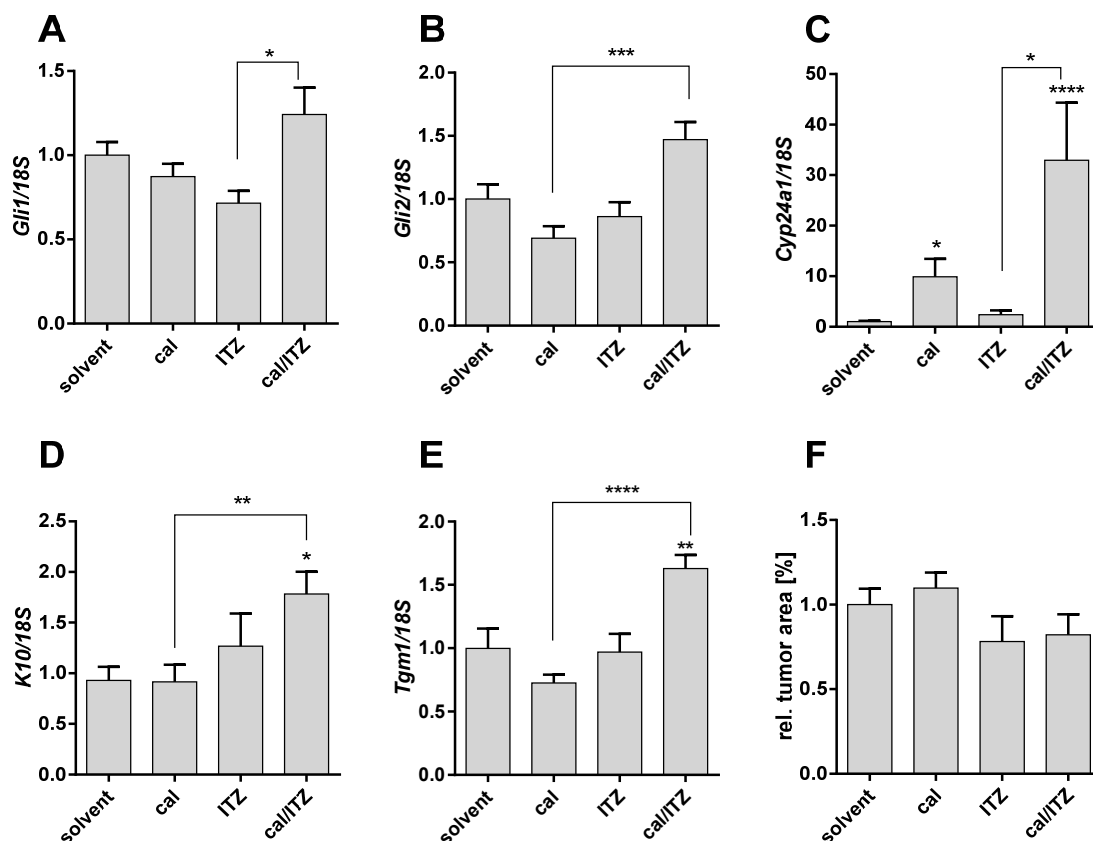 A
*
Gli1/18S
1.5
1.0
0.5
0.0
solvent
cal
ITZ
cal/ITZ
B
***
Gli2/18S
2.0
1.5
1.0
0.5
0.0
solvent
cal
ITZ
cal/ITZ
C
*
****
*
Cyp24a1/18S
50
40
30
20
10
0
solvent
cal
ITZ
cal/ITZ
D
**
*
K10/18S
2.5
2.0
1.5
1.0
0.5
0.0
solvent
cal
ITZ
cal/ITZ
E
****
**
Tgm1/18S
2.0
1.5
1.0
0.5
0.0
solvent
cal
ITZ
cal/ITZ
F
rel. tumor area [%]
1.5
1.0
0.5
0.0
solvent
cal
ITZ
cal/ITZ